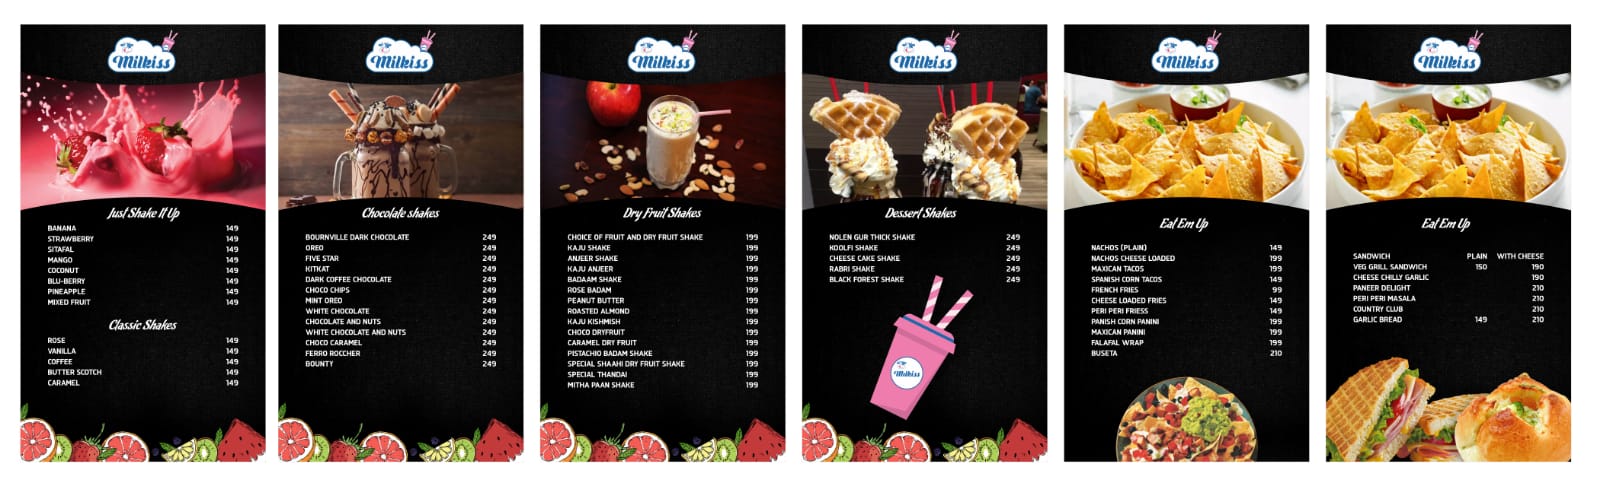 Milkiss
Just Shake It Up
BANANA 149
STRAWBERRY 149
SITAFAL 149
MANGO 149
COCONUT 149
BLU-BERRY 149
PINEAPPLE 149
MIXED FRUIT 149
Classic Shakes
ROSE 149
VANILLA 149
COFFEE 149
BUTTER SCOTCH 149
CARAMEL 149
Milkiss
Chocolate shakes
BOURNVILLE DARK CHOCOLATE 249
OREO 249
FIVE STAR 249
KITKAT 249
DARK COFFEE CHOCOLATE 249
CHOCO CHIPS 249
MINT OREO 249
WHITE CHOCOLATE 249
CHOCOLATE AND NUTS 249
WHITE CHOCOLATE AND NUTS 249
CHOCO CARAMEL 249
FERRO ROCCHER 249
BOUNTY 249
Milkiss
Dry Fruit Shakes
CHOICE OF FRUIT AND DRY FRUIT SHAKE 199
KAJU SHAKE 199
ANJEER SHAKE 199
KAJU ANJEER 199
BADAAM SHAKE 199
ROSE BADAM 199
PEANUT BUTTER 199
ROASTED ALMOND 199
KAJU KISHMISH 199
CHOCO DRYFRUIT 199
CARAMEL DRY FRUIT 199
PISTACHIO BADAM SHAKE 199
SPECIAL SHAAHI DRY FRUIT SHAKE 199
SPECIAL THANDAI 199
MITHA PAAN SHAKE 199
Milkiss
Dessert Shakes
NOLEN GUR THICK SHAKE 249
KOOLFI SHAKE 249
CHEESE CAKE SHAKE 249
RABRI SHAKE 249
BLACK FOREST SHAKE 249
Milkiss
Milkiss
Eat Em Up
NACHOS (PLAIN) 149
NACHOS CHEESE LOADED 199
MAXICAN TACOS 199
SPANISH CORN TACOS 149
FRENCH FRIES 99
CHEESE LOADED FRIES 149
PERI PERI FRIESS 149
PANISH CORN PANINI 199
MAXICAN PANINI 199
FALAFAL WRAP 199
BUSETA 210
Milkiss
Eat Em Up
SANDWICH PLAIN WITH CHEESE
VEG GRILL SANDWICH 150 190
CHEESE CHILLY GARLIC 190
PANEER DELIGHT 210
PERI PERI MASALA 210
COUNTRY CLUB 210
GARLIC BREAD 149 210